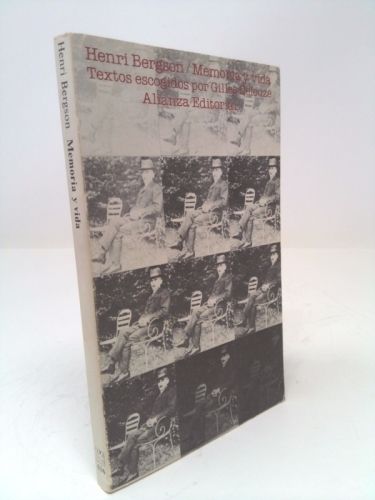 Henri Bergson / Memoria y vida
Textos escogidos por Gilles Deleuze
Alianza Editorial
Henri Bergson Memoria y vida